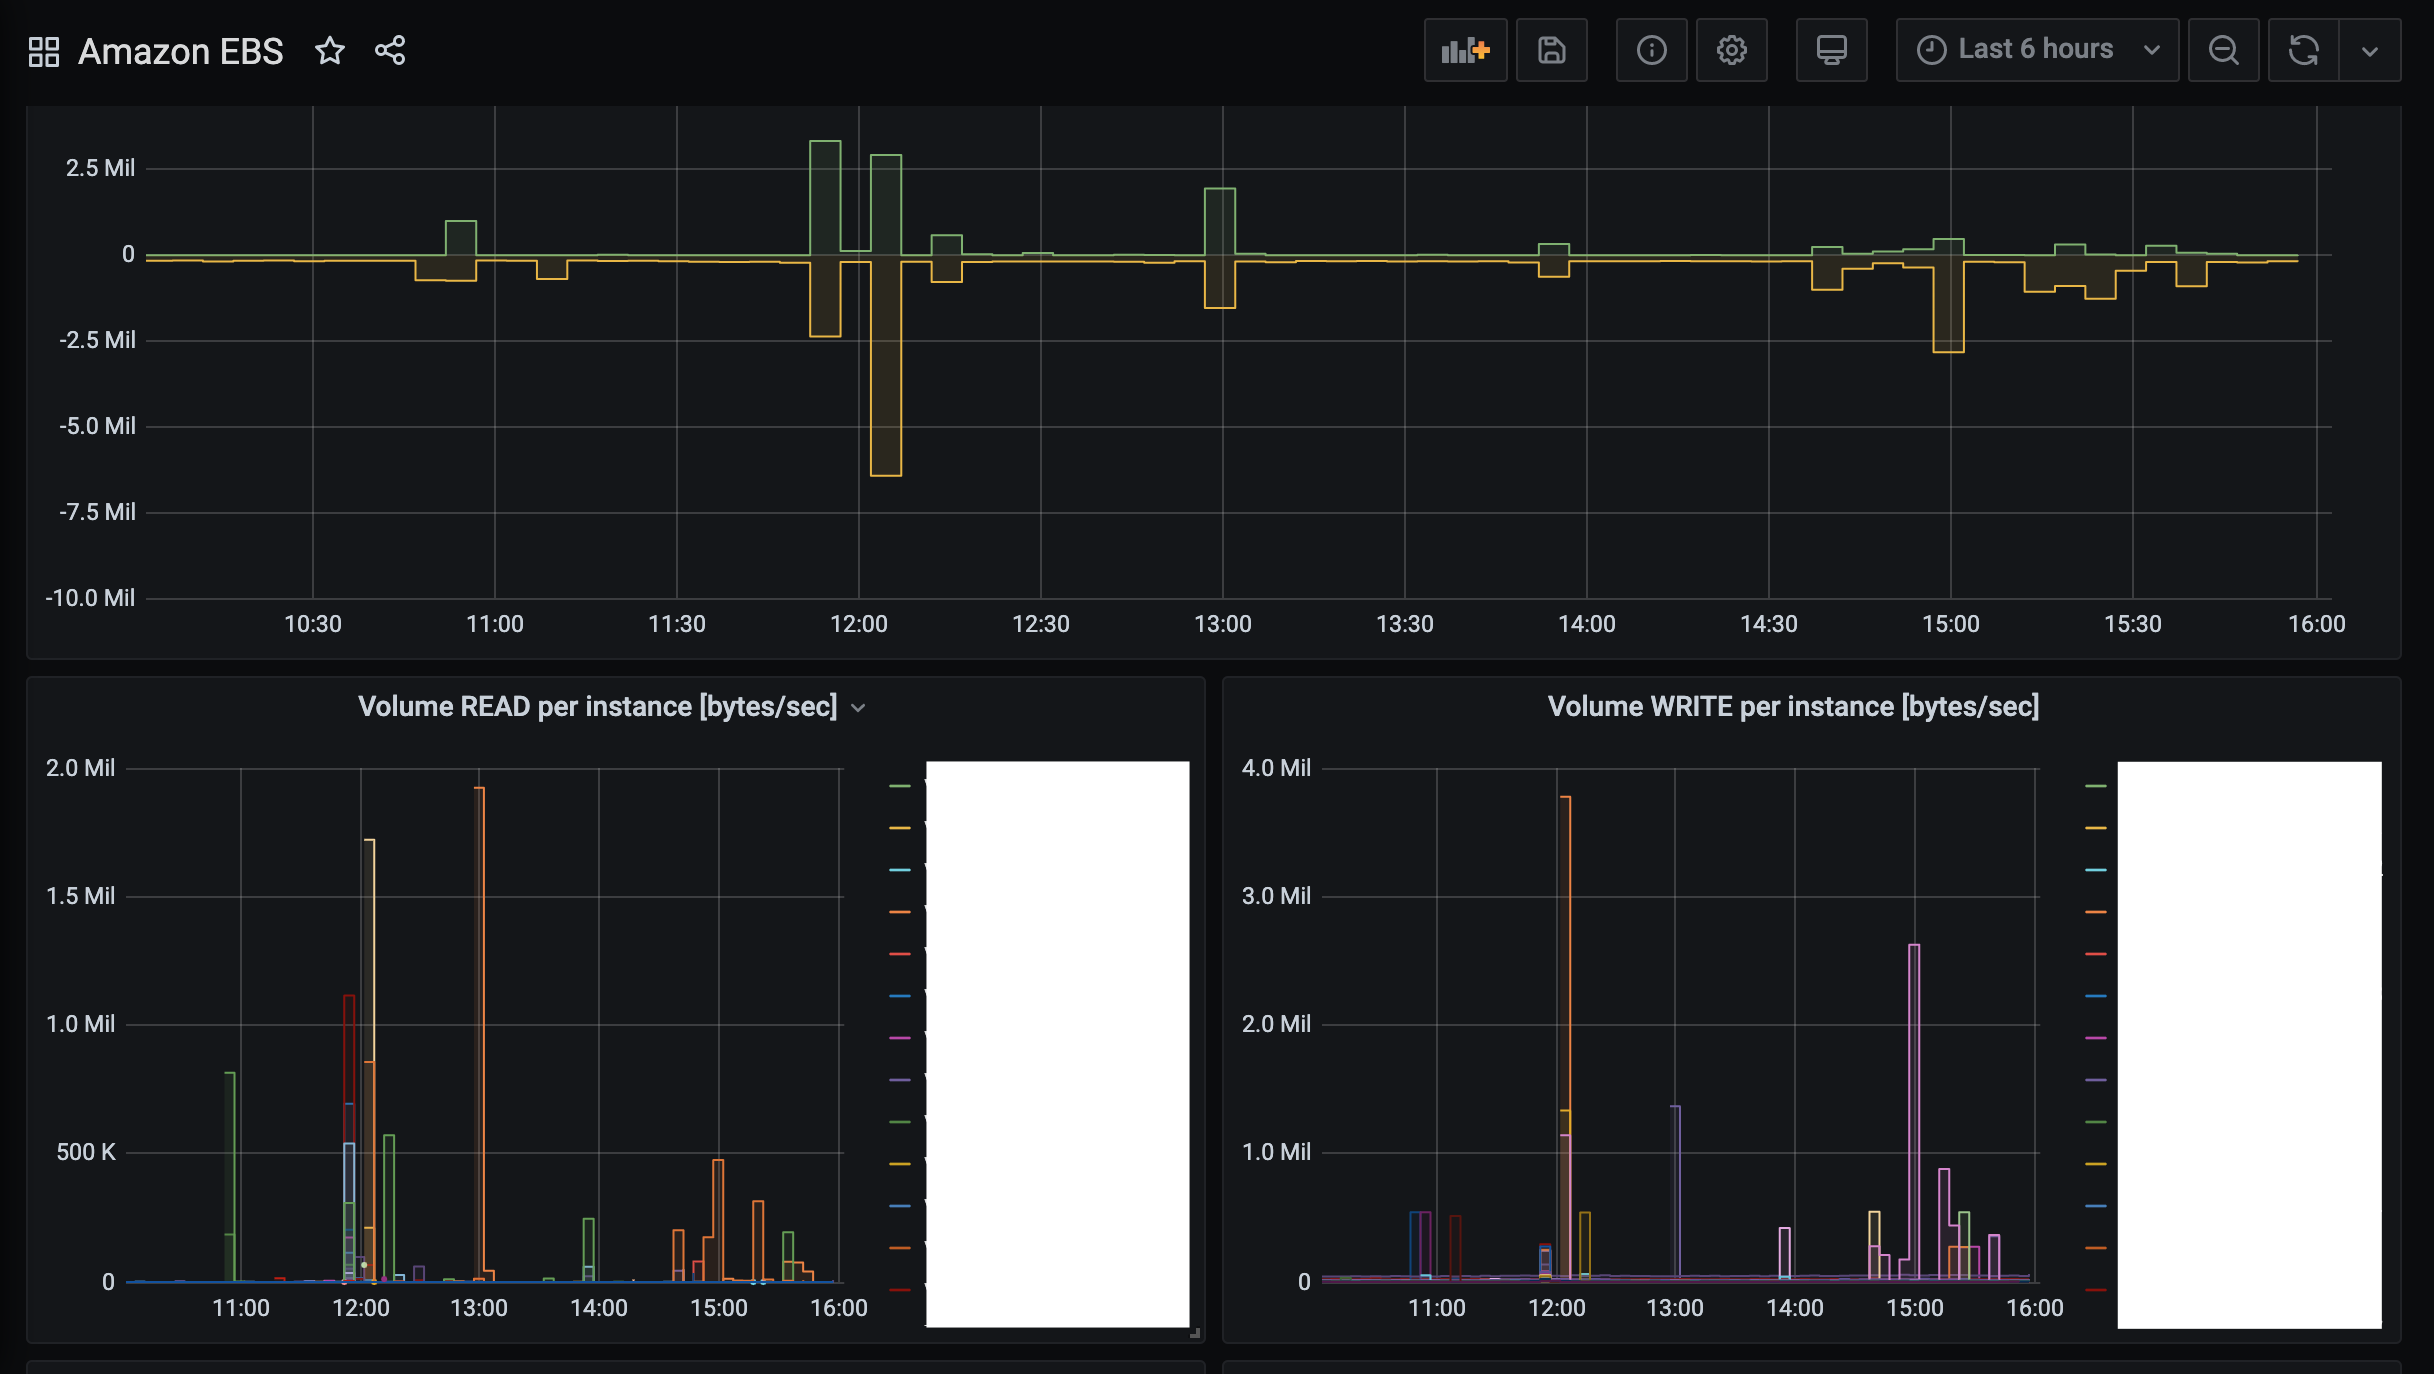 Amazon EBS
Last 6 hours
2.5 Mil
0
-2.5 Mil
-5.0 Mil
-7.5 Mil
-10.0 Mil
10:30 11:00 11:30 12:00 12:30 13:00 13:30 14:00 14:30 15:00 15:30 16:00
Volume READ per instance [bytes/sec]
2.0 Mil
1.5 Mil
1.0 Mil
500 K
0
11:00 12:00 13:00 14:00 15:00 16:00
Volume WRITE per instance [bytes/sec]
4.0 Mil
3.0 Mil
2.0 Mil
1.0 Mil
0
11:00 12:00 13:00 14:00 15:00 16:00